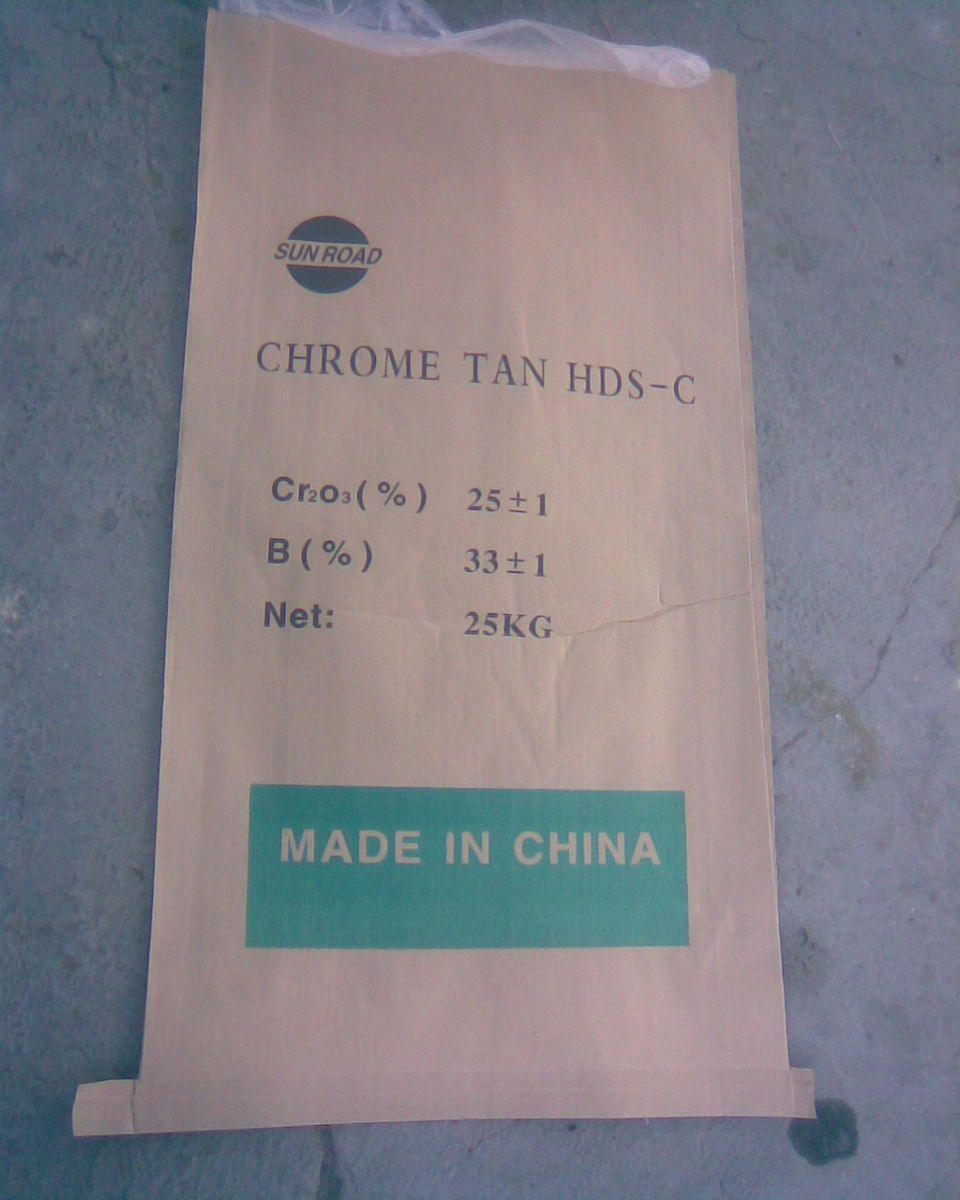 SUN ROAD
CHROME TAN HDS-C
Cr₂o₃(%) 25±1
B(%) 33±1
Net: 25KG
MADE IN CHINA